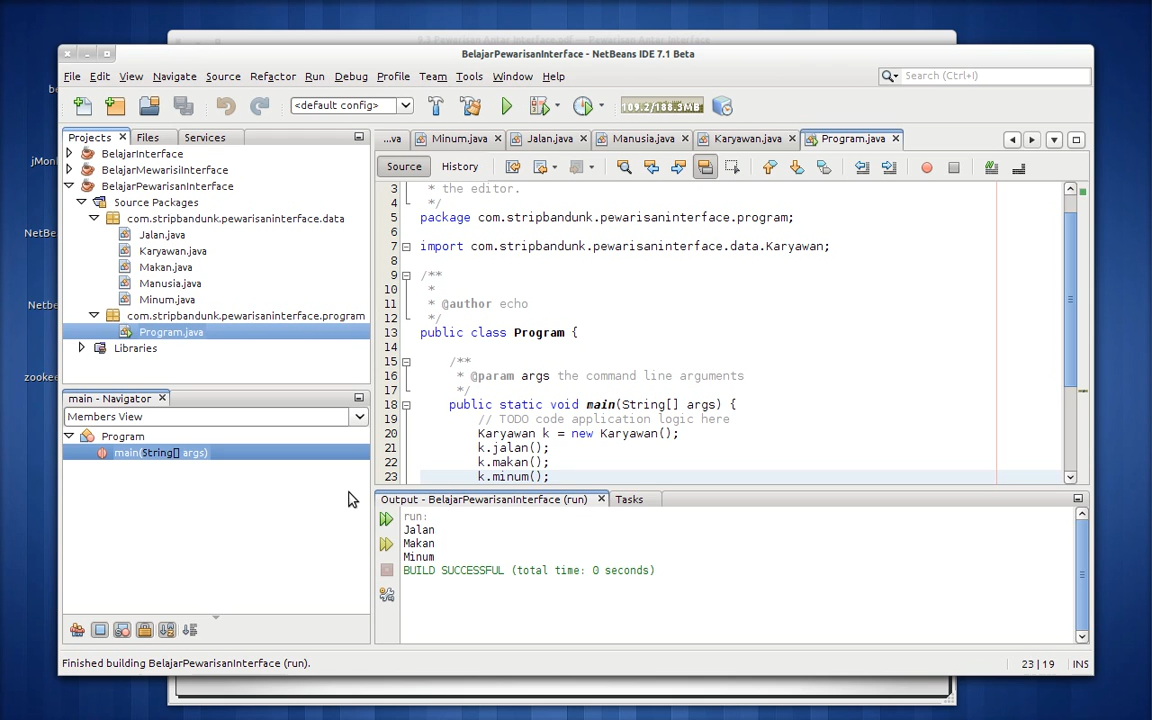 BelajarPewarisanInterface - NetBeans IDE 7.1 Beta
File Edit View Navigate Source Refactor Run Debug Profile Team Tools Window Help
Search (Ctrl+I)
<default config>
109.2/188.3MB
Projects Files Services
...va Minum.java Jalan.java Manusia.java Karyawan.java Program.java
Source History
BelajarInterface
BelajarMewarisiInterface
BelajarPewarisanInterface
Source Packages
com.stripbandunk.pewarisaninterface.data
Jalan.java
Karyawan.java
Makan.java
Manusia.java
Minum.java
com.stripbandunk.pewarisaninterface.program
Program.java
Libraries
3 * the editor.
4 */
5 package com.stripbandunk.pewarisaninterface.program;
6
7 import com.stripbandunk.pewarisaninterface.data.Karyawan;
8
9 /**
10 *
11 * @author echo
12 */
13 public class Program {
14
15 /**
16 * @param args the command line arguments
17 */
18 public static void main(String[] args) {
19 // TODO code application logic here
20 Karyawan k = new Karyawan();
21 k.jalan();
22 k.makan();
23 k.minum();
main - Navigator
Members View
Program
main(String[] args)
Output - BelajarPewarisanInterface (run) Tasks
run:
Jalan
Makan
Minum
BUILD SUCCESSFUL (total time: 0 seconds)
Finished building BelajarPewarisanInterface (run).
23 | 19 INS
be
jMon
NetBe
Netbe
zooke